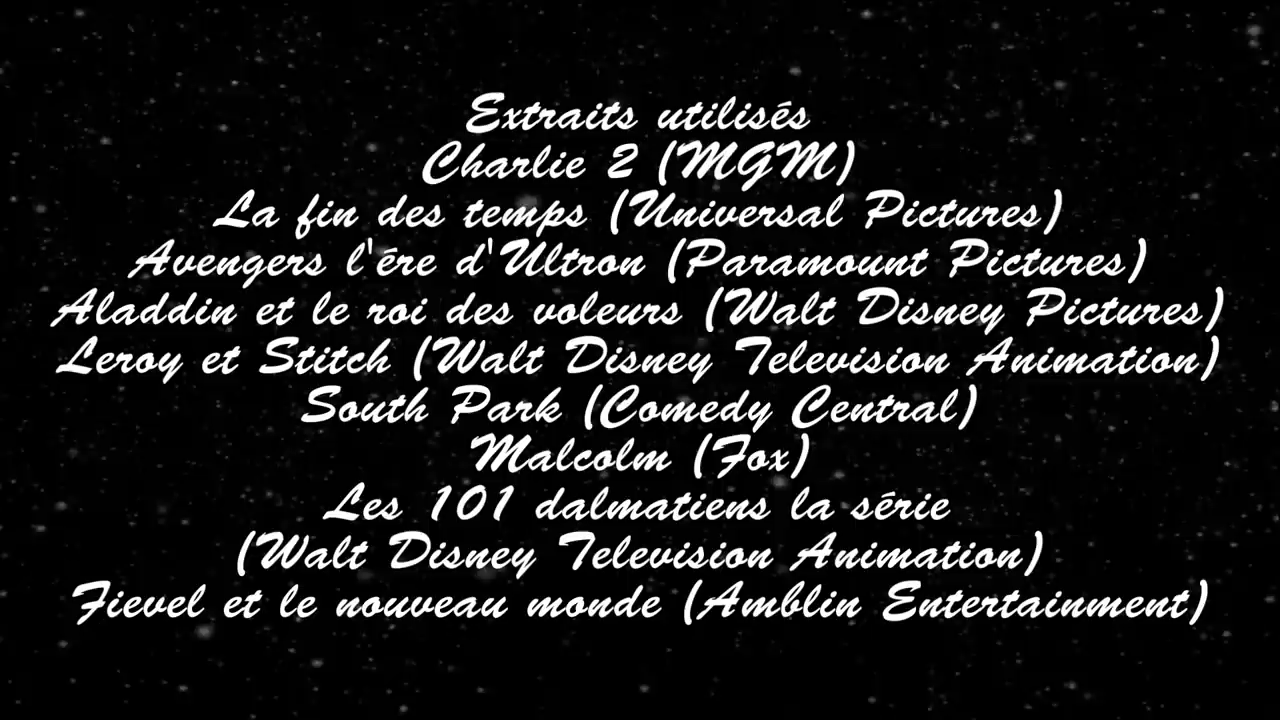 Extraits utilisés
Charlie 2 (MGM)
La fin des temps (Universal Pictures)
Avengers l'ére d'Ultron (Paramount Pictures)
Aladdin et le roi des voleurs (Walt Disney Pictures)
Leroy et Stitch (Walt Disney Television Animation)
South Park (Comedy Central)
Malcolm (Fox)
Les 101 dalmatiens la série
(Walt Disney Television Animation)
Fievel et le nouveau monde (Amblin Entertainment)